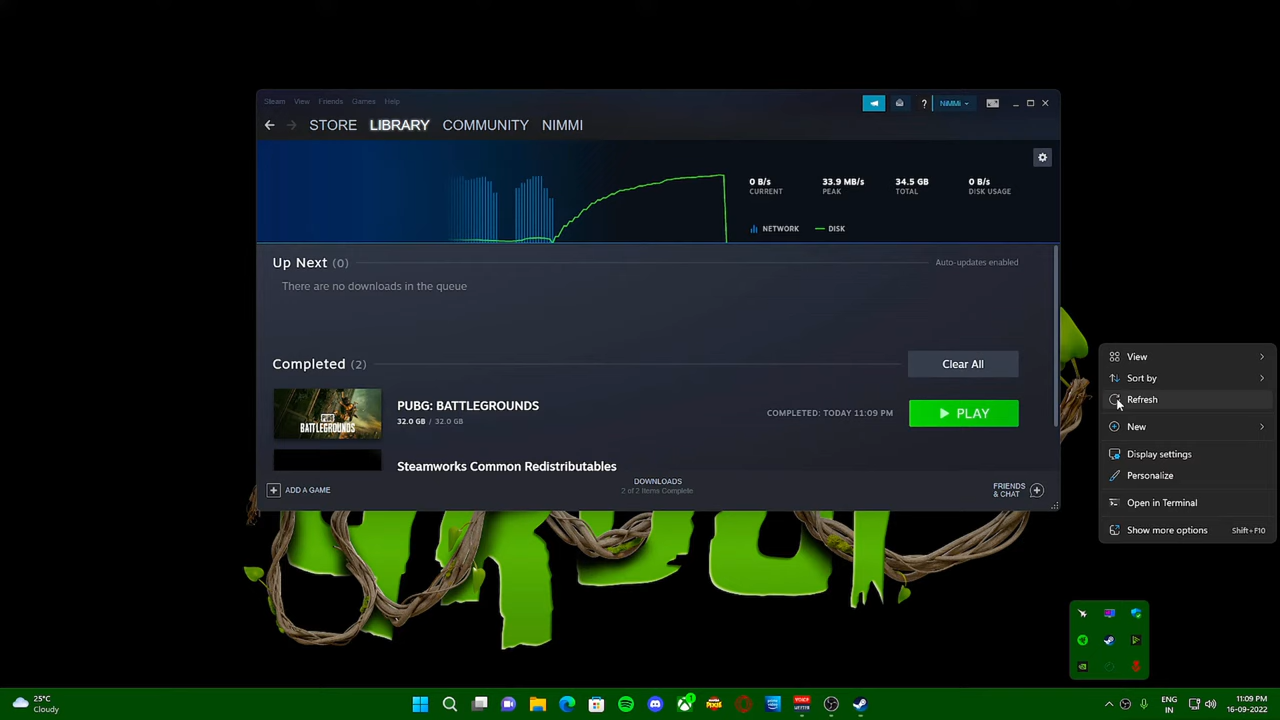 Steam View Friends Games Help
NiMMi
STORE LIBRARY COMMUNITY NIMMI
0 B/s 33.9 MB/s 34.5 GB 0 B/s
CURRENT PEAK TOTAL DISK USAGE
NETWORK DISK
Up Next (0) Auto-updates enabled
There are no downloads in the queue
Completed (2) Clear All
PUBG: BATTLEGROUNDS
32.0 GB / 32.0 GB
COMPLETED: TODAY 11:09 PM
PLAY
PUBG
BATTLEGROUNDS
Steamworks Common Redistributables
ADD A GAME
DOWNLOADS
2 of 2 Items Complete
FRIENDS
& CHAT
View
Sort by
Refresh
New
Display settings
Personalize
Open in Terminal
Show more options Shift+F10
25°C
Cloudy
1
ENG
IN
11:09 PM
16-09-2022